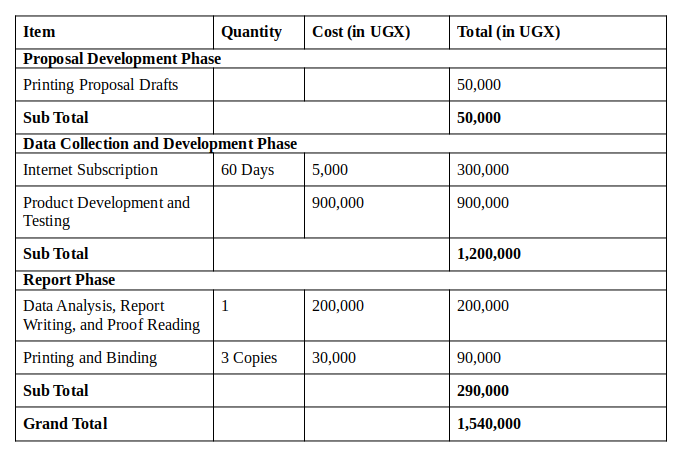 Item Quantity Cost (in UGX) Total (in UGX)
Proposal Development Phase
Printing Proposal Drafts 50,000
Sub Total 50,000
Data Collection and Development Phase
Internet Subscription 60 Days 5,000 300,000
Product Development and 900,000 900,000
Testing
Sub Total 1,200,000
Report Phase
Data Analysis, Report 1 200,000 200,000
Writing, and Proof Reading
Printing and Binding 3 Copies 30,000 90,000
Sub Total 290,000
Grand Total 1,540,000